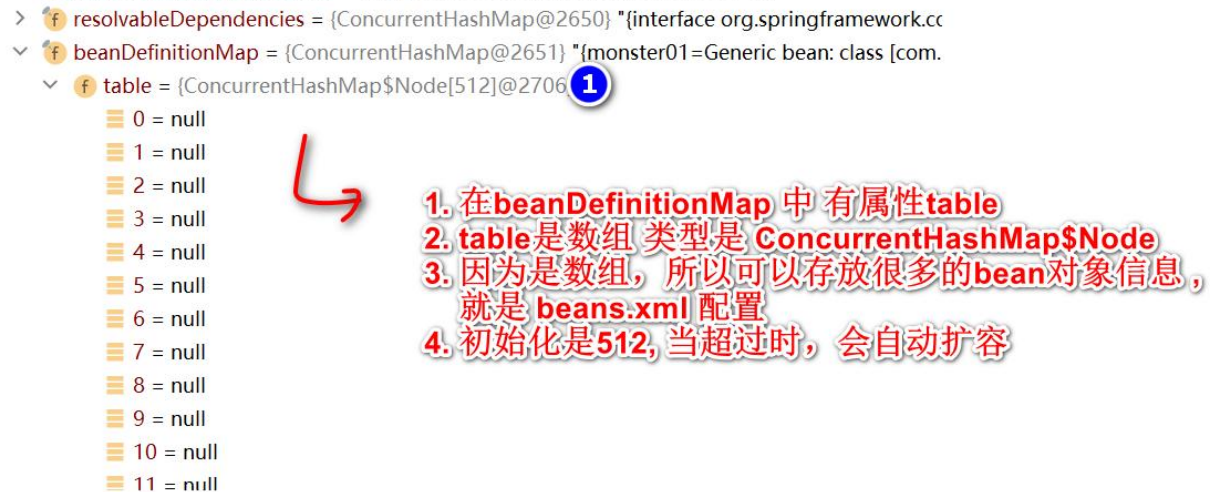 resolvableDependencies = {ConcurrentHashMap@2650} "{interface org.springframework.cc
beanDefinitionMap = {ConcurrentHashMap@2651} "{monster01=Generic bean: class [com.
table = {ConcurrentHashMap$Node[512]@2706 1
0 = null
1 = null
2 = null
3 = null
4 = null
5 = null
6 = null
7 = null
8 = null
9 = null
10 = null
11 = null
1. 在beanDefinitionMap 中 有属性table
2. table是数组 类型是 ConcurrentHashMap$Node
3. 因为是数组，所以可以存放很多的bean对象信息，
就是 beans.xml 配置
4. 初始化是512, 当超过时，会自动扩容